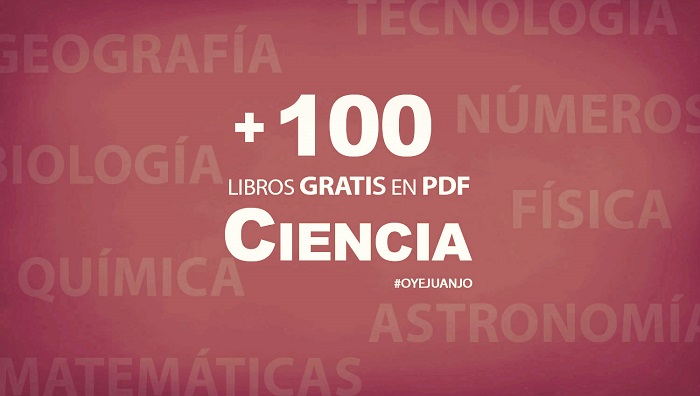 TECNOLOGÍA
GEOGRAFÍA
+ 100
NÚMEROS
BIOLOGÍA
LIBROS GRATIS EN PDF
FÍSICA
CIENCIA
QUÍMICA
#OYEJUANJO
ASTRONOMÍA
MATEMÁTICAS